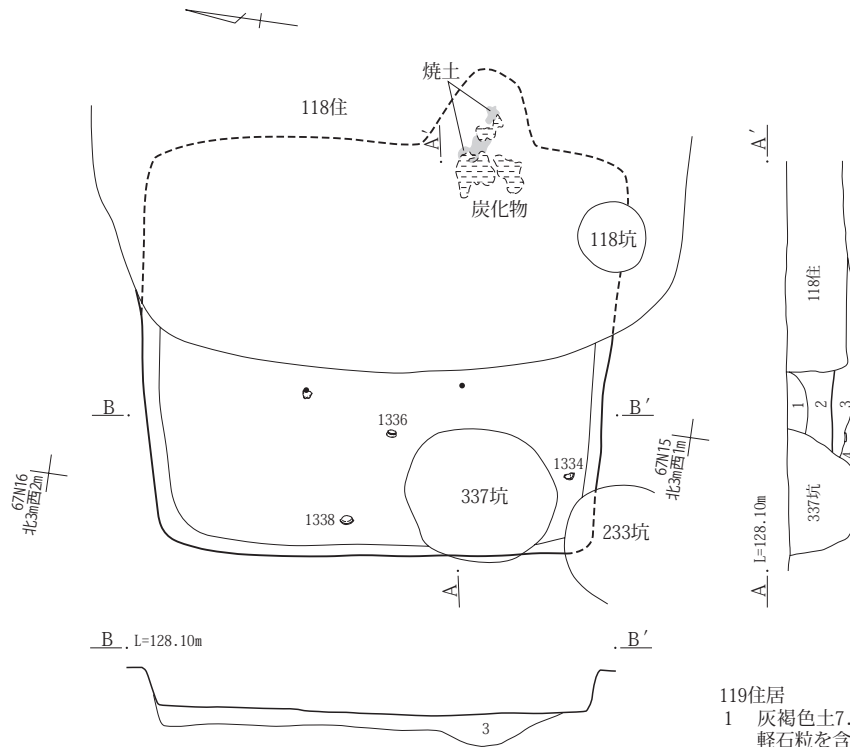 焼土
118住
A′
A′
炭化物
118坑
118住
B
B′
1336
1
2
3
4
67N16
北3m西2m
67N15
北3m西1m
1334
337坑
1338
233坑
337坑
L=128.10m
A
A
B L=128.10m
B′
3
119住居
1 灰褐色土7.
軽石粒を含